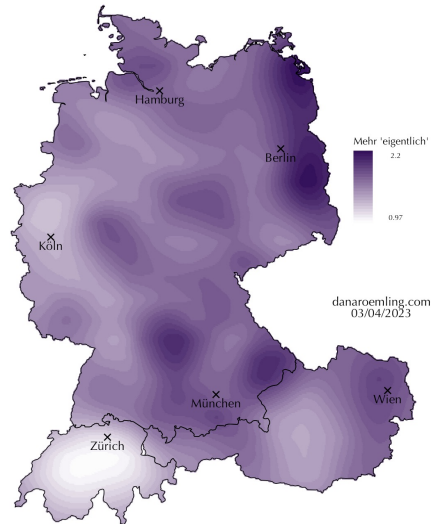 Hamburg
Mehr 'eigentlich'
2.2
Berlin
0.97
Köln
danaroemling.com
03/04/2023
München
Wien
Zürich